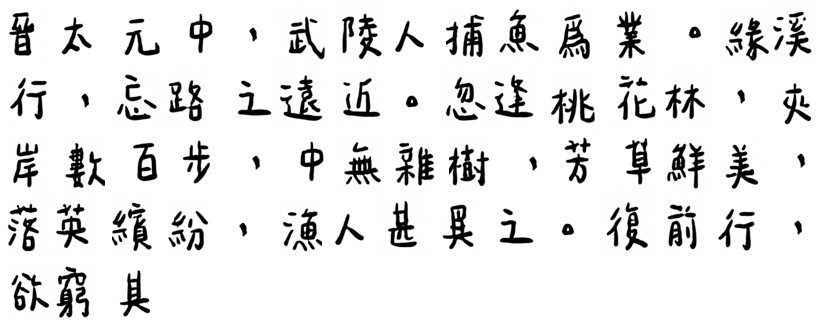 晉太元中，武陵人捕魚為業。緣溪
行，忘路之遠近。忽逢桃花林，夾
岸數百步，中無雜樹，芳草鮮美，
落英繽紛，漁人甚異之。復前行，
欲窮其